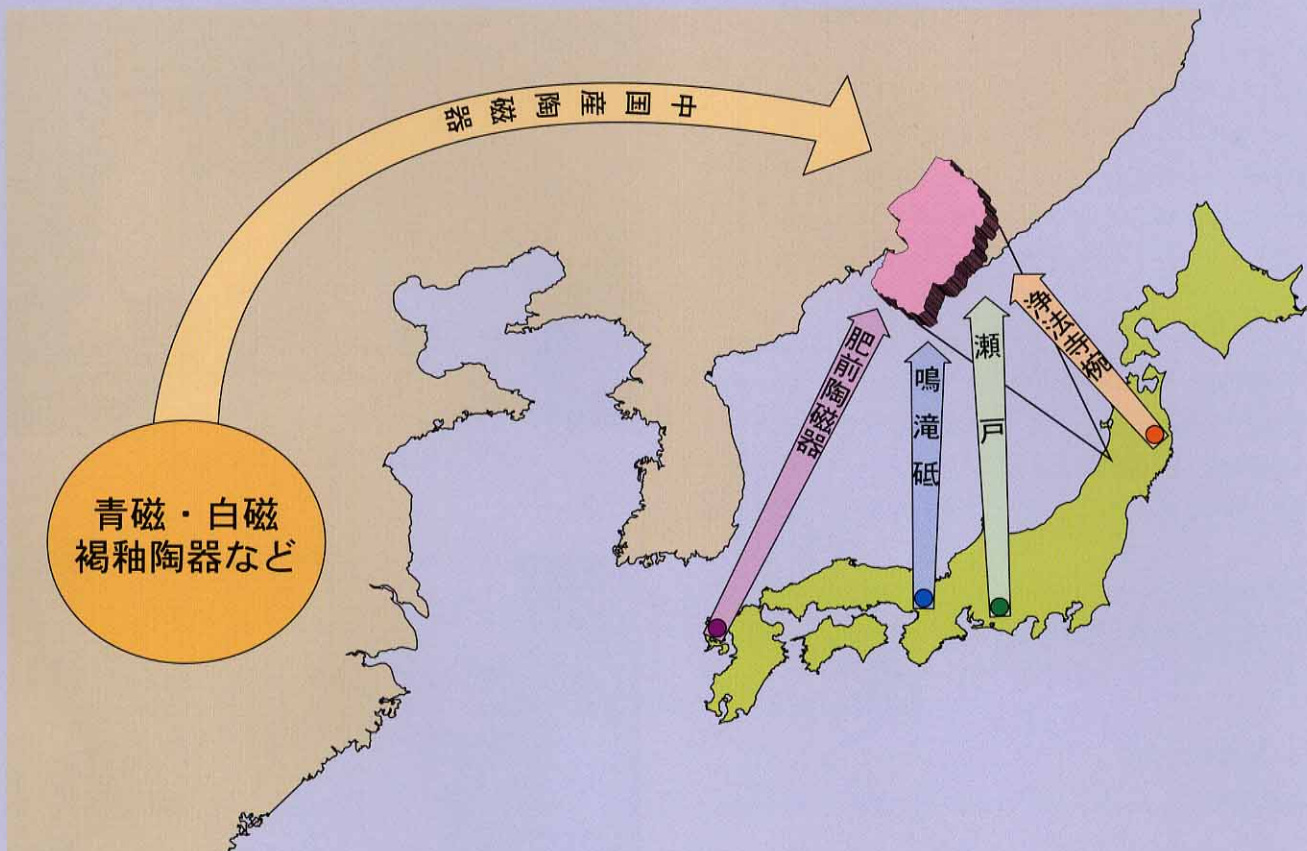 中国産陶磁器
青磁・白磁
褐釉陶器など
肥前陶磁器
鳴滝砥
瀬戸
浄法寺椀